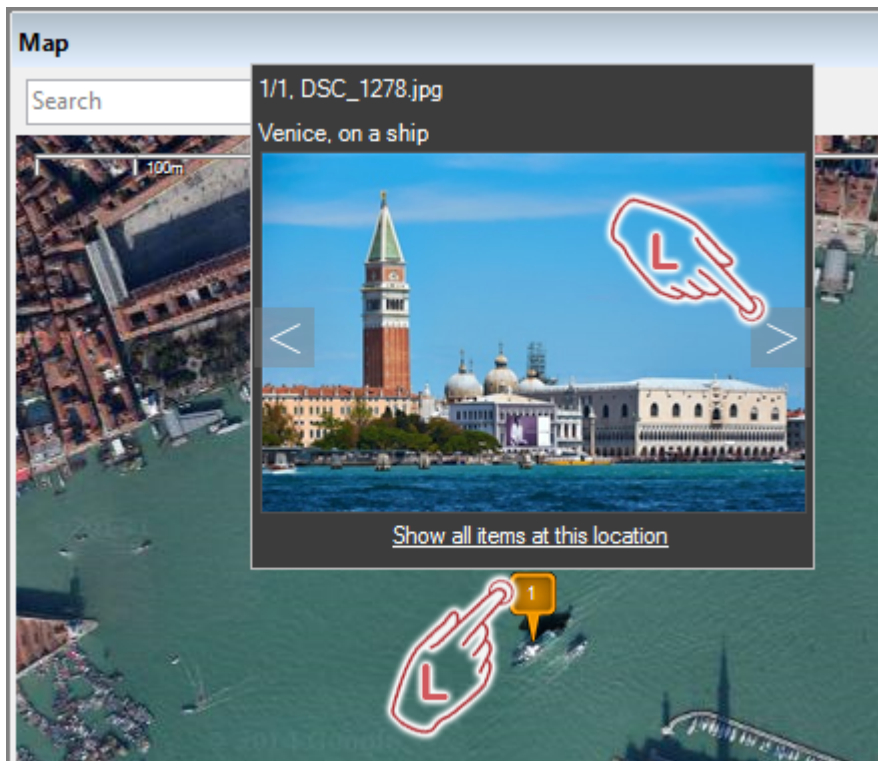 Map
Search
1/1, DSC_1278.jpg
Venice, on a ship
100m
L
<
>
Show all items at this location
1
L